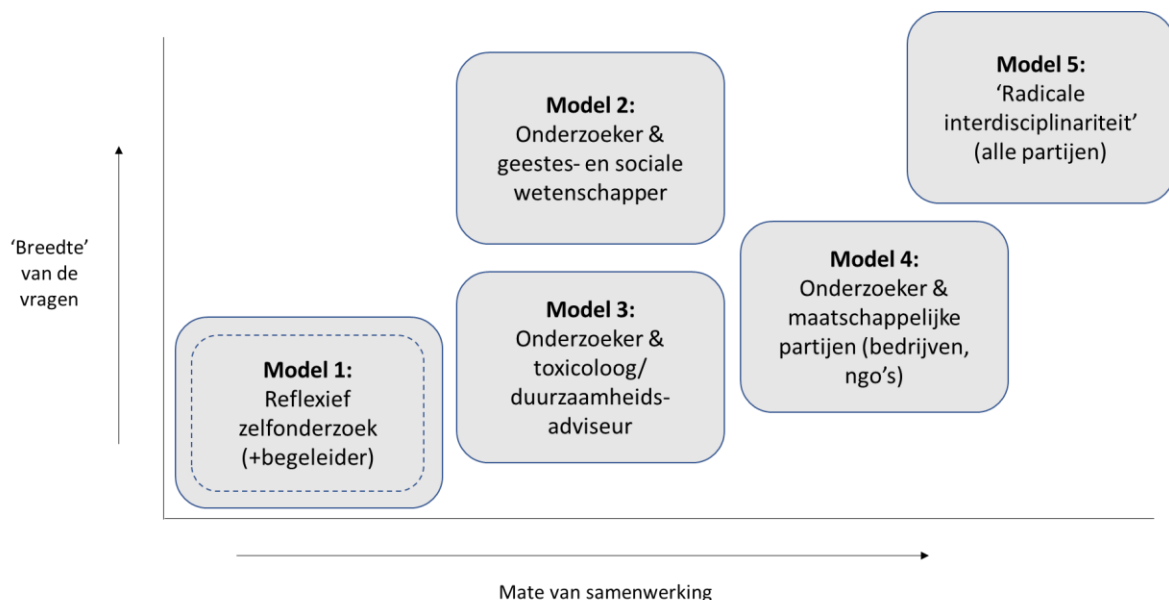 'Breedte'
van de
vragen
Model 1:
Reflexief
zelfonderzoek
(+begeleider)
Model 2:
Onderzoeker &
geestes- en sociale
wetenschapper
Model 3:
Onderzoeker &
toxicoloog/
duurzaamheids-
adviseur
Model 4:
Onderzoeker &
maatschappelijke
partijen (bedrijven,
ngo's)
Model 5:
'Radicale
interdisciplinariteit'
(alle partijen)
Mate van samenwerking